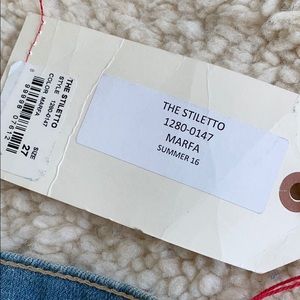 THE STILETTO
1280-0147
MARFA
SUMMER 16
THE STILETTO
STYLE 1280-0147
COLOR MARFA
SIZE
27